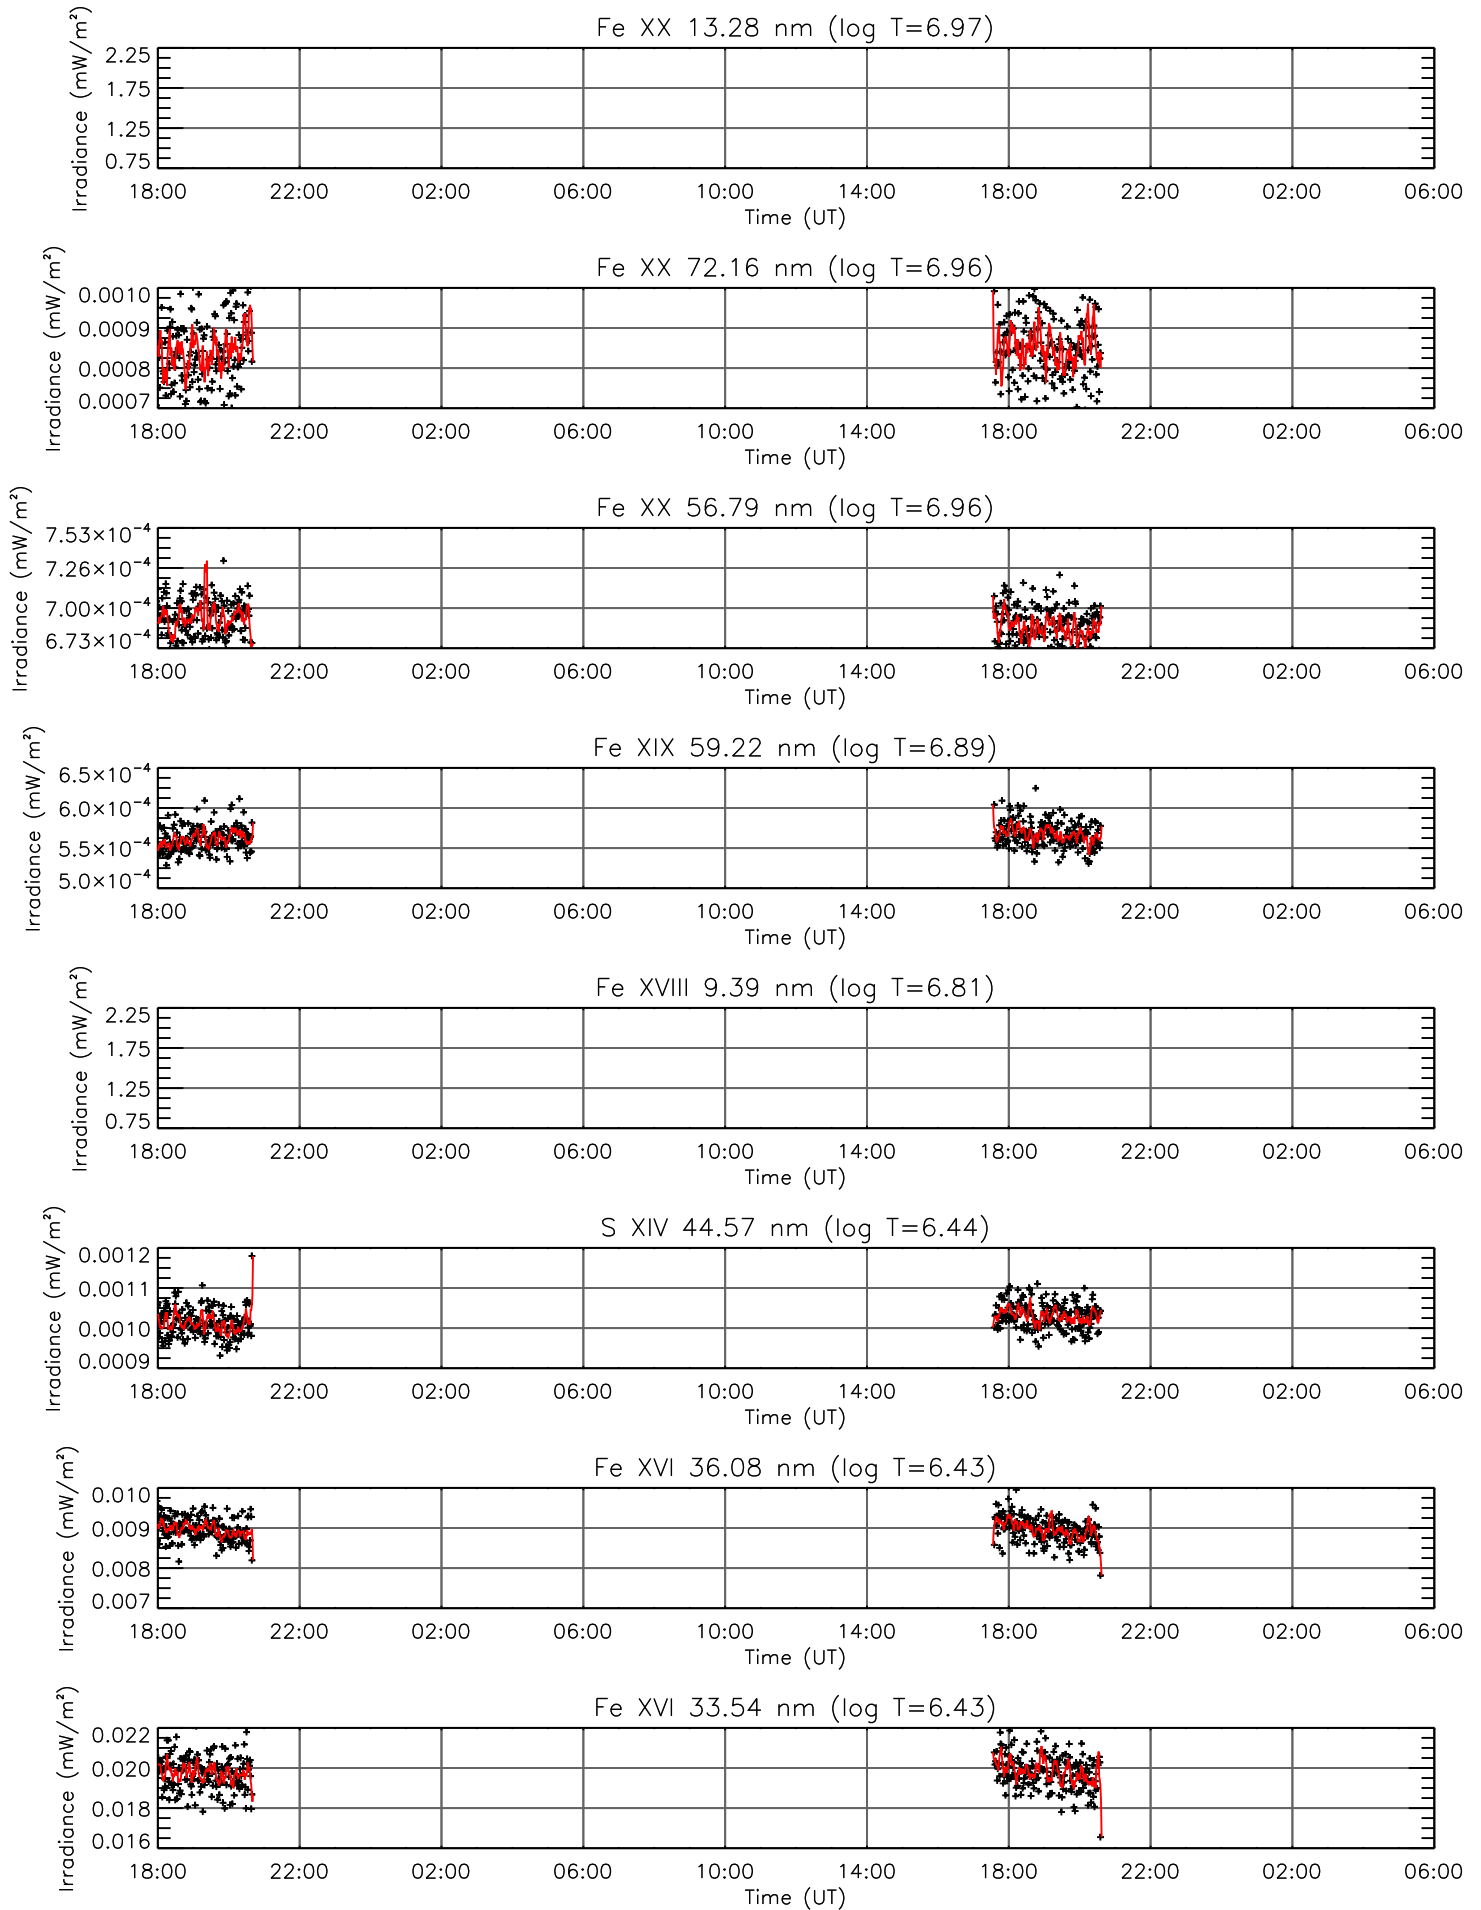 Fe XX 13.28 nm (log T=6.97)
Irradiance (mW/m²)
2.25
1.75
1.25
0.75
18:00 22:00 02:00 06:00 10:00 14:00 18:00 22:00 02:00 06:00
Time (UT)
Fe XX 72.16 nm (log T=6.96)
Irradiance (mW/m²)
0.0010
0.0009
0.0008
0.0007
18:00 22:00 02:00 06:00 10:00 14:00 18:00 22:00 02:00 06:00
Time (UT)
Fe XX 56.79 nm (log T=6.96)
Irradiance (mW/m²)
7.53×10⁻⁴
7.26×10⁻⁴
7.00×10⁻⁴
6.73×10⁻⁴
18:00 22:00 02:00 06:00 10:00 14:00 18:00 22:00 02:00 06:00
Time (UT)
Fe XIX 59.22 nm (log T=6.89)
Irradiance (mW/m²)
6.5×10⁻⁴
6.0×10⁻⁴
5.5×10⁻⁴
5.0×10⁻⁴
18:00 22:00 02:00 06:00 10:00 14:00 18:00 22:00 02:00 06:00
Time (UT)
Fe XVIII 9.39 nm (log T=6.81)
Irradiance (mW/m²)
2.25
1.75
1.25
0.75
18:00 22:00 02:00 06:00 10:00 14:00 18:00 22:00 02:00 06:00
Time (UT)
S XIV 44.57 nm (log T=6.44)
Irradiance (mW/m²)
0.0012
0.0011
0.0010
0.0009
18:00 22:00 02:00 06:00 10:00 14:00 18:00 22:00 02:00 06:00
Time (UT)
Fe XVI 36.08 nm (log T=6.43)
Irradiance (mW/m²)
0.010
0.009
0.008
0.007
18:00 22:00 02:00 06:00 10:00 14:00 18:00 22:00 02:00 06:00
Time (UT)
Fe XVI 33.54 nm (log T=6.43)
Irradiance (mW/m²)
0.022
0.020
0.018
0.016
18:00 22:00 02:00 06:00 10:00 14:00 18:00 22:00 02:00 06:00
Time (UT)